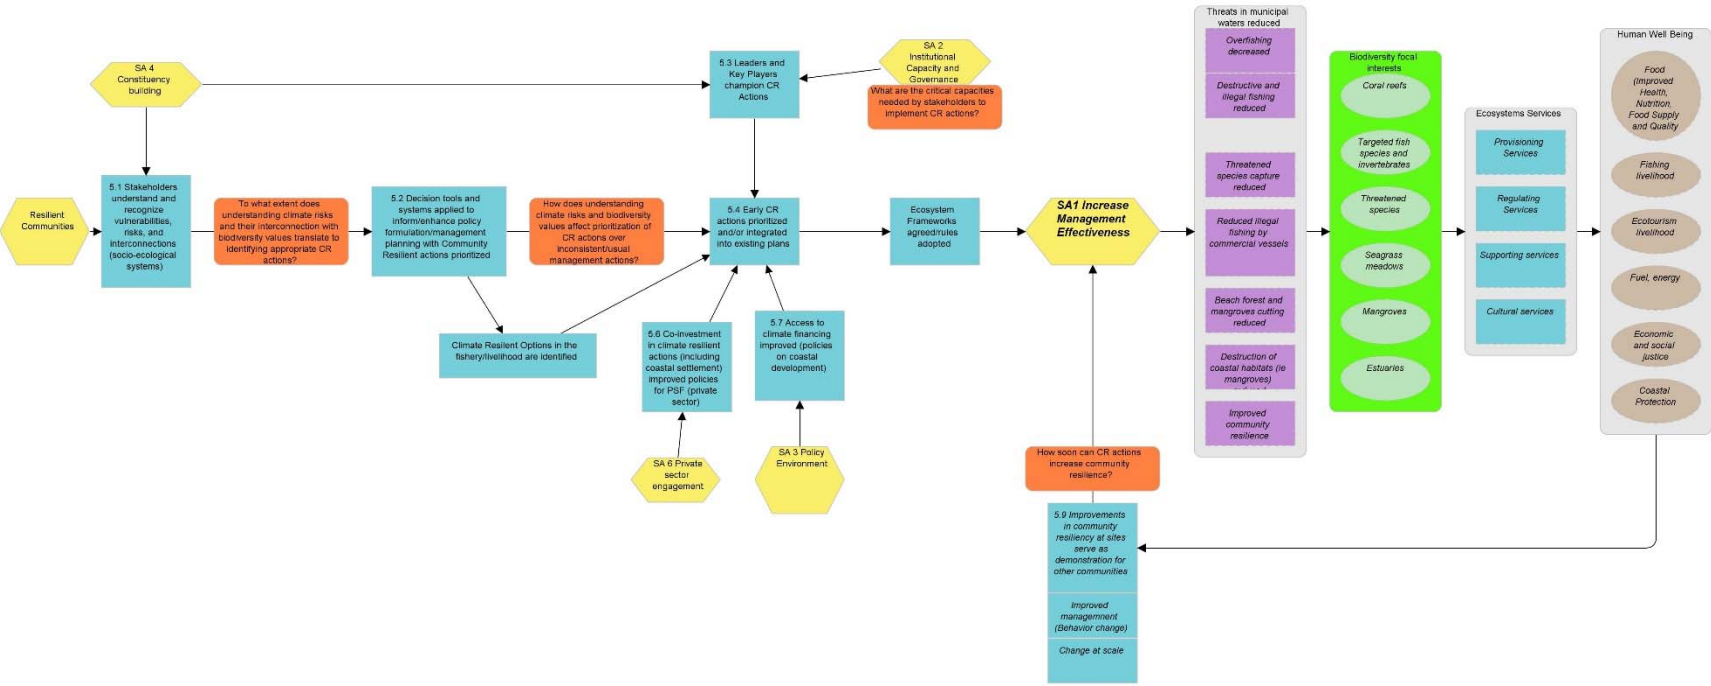 SA 4
Constituency
building
Resilient
Communities
5.1 Stakeholders
understand and
recognize
vulnerabilities,
risks, and
interconnections
(socio-ecological
systems)
To what extent does
understanding climate risks
and their interconnection with
biodiversity values translate to
identifying appropriate CR
actions?
5.2 Decision tools and
systems applied to
inform/enhance policy
formulation/management
planning with Community
Resilient actions prioritized
How does understanding
climate risks and biodiversity
values affect prioritization of
CR actions over
inconsistent/usual
management actions?
Climate Resilent Options in the
fishery/livelihood are identified
5.3 Leaders and
Key Players
champion CR
Actions
SA 2
Institutional
Capacity and
Governance
What are the critical capacities
needed by stakeholders to
implement CR actions?
5.4 Early CR
actions prioritized
and/or integrated
into existing plans
5.6 Co-investment
in climate resilient
actions (including
coastal settlement)
improved policies
for PSF (private
sector)
5.7 Access to
climate financing
improved (policies
on coastal
development)
SA 6 Private
sector
engagement
SA 3 Policy
Environment
Ecosystem
Frameworks
agreed/rules
adopted
SA1 Increase
Management
Effectiveness
How soon can CR actions
increase community
resilience?
5.9 Improvements
in community
resiliency at sites
serve as
demonstration for
other communities
Improved
managemnent
(Behavior change)
Change at scale
Threats in municipal
waters reduced
Overfishing
decreased
Destructive and
illegal fishing
reduced
Threatened
species capture
reduced
Reduced illegal
fishing by
commercial vessels
Beach forest and
mangroves cutting
reduced
Destruction of
coastal habitats (ie
mangroves)
Improved
community
resilience
Biodiversity focal
interests
Coral reefs
Targeted fish
species and
invertebrates
Threatened
species
Seagrass
meadows
Mangroves
Estuaries
Ecosystems Services
Provisioning
Services
Regulating
Services
Supporting services
Cultural services
Human Well Being
Food
(Improved
Health,
Nutrition,
Food Supply
and Quality
Fishing
livelihood
Ecotourism
livelihood
Fuel, energy
Economic
and social
justice
Coastal
Protection